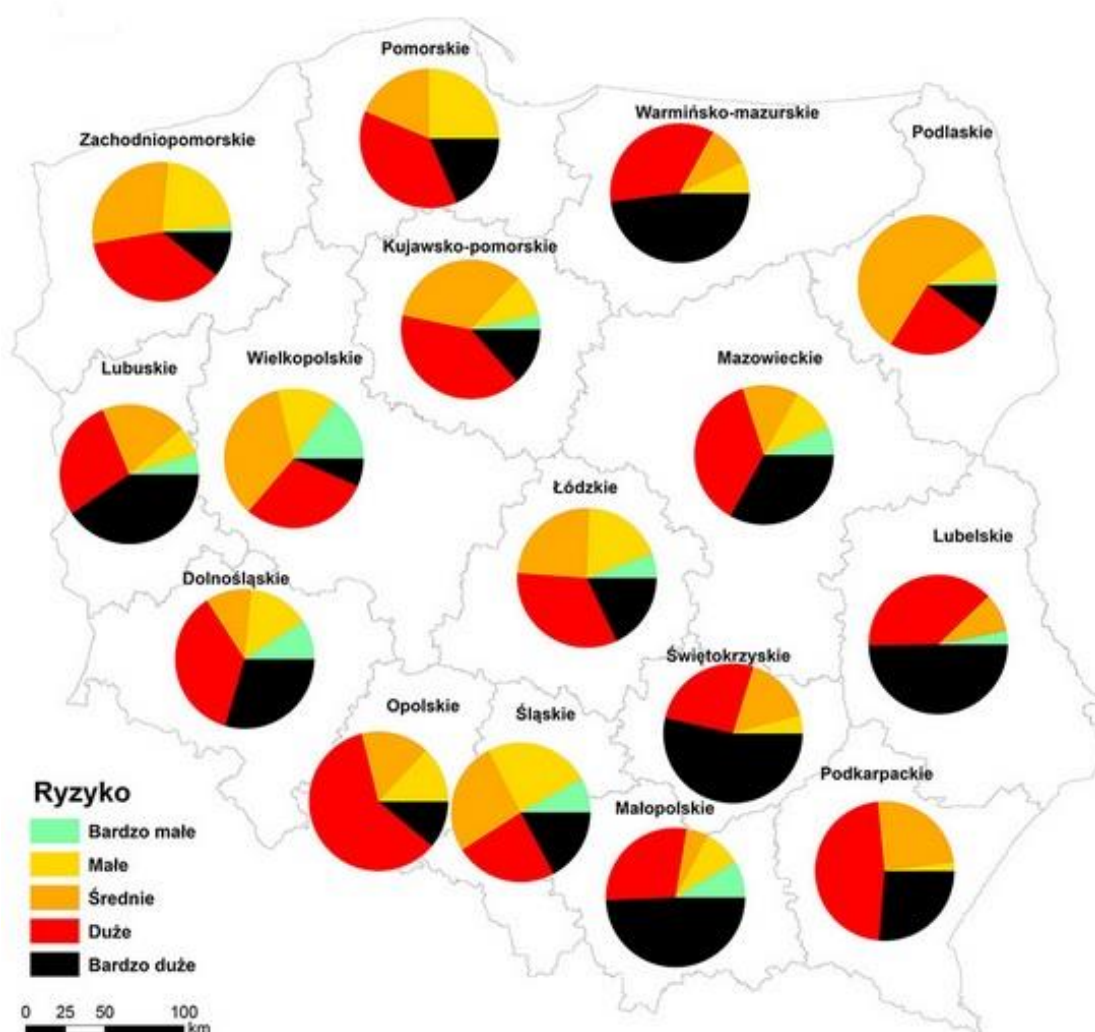 Pomorskie
Warmińsko-mazurskie
Podlaskie
Zachodniopomorskie
Kujawsko-pomorskie
Wielkopolskie
Mazowieckie
Lubuskie
Łódzkie
Lubelskie
Dolnośląskie
Świętokrzyskie
Opolskie
Śląskie
Podkarpackie
Małopolskie
Ryzyko
Bardzo małe
Małe
Średnie
Duże
Bardzo duże
0 25 50 100
km